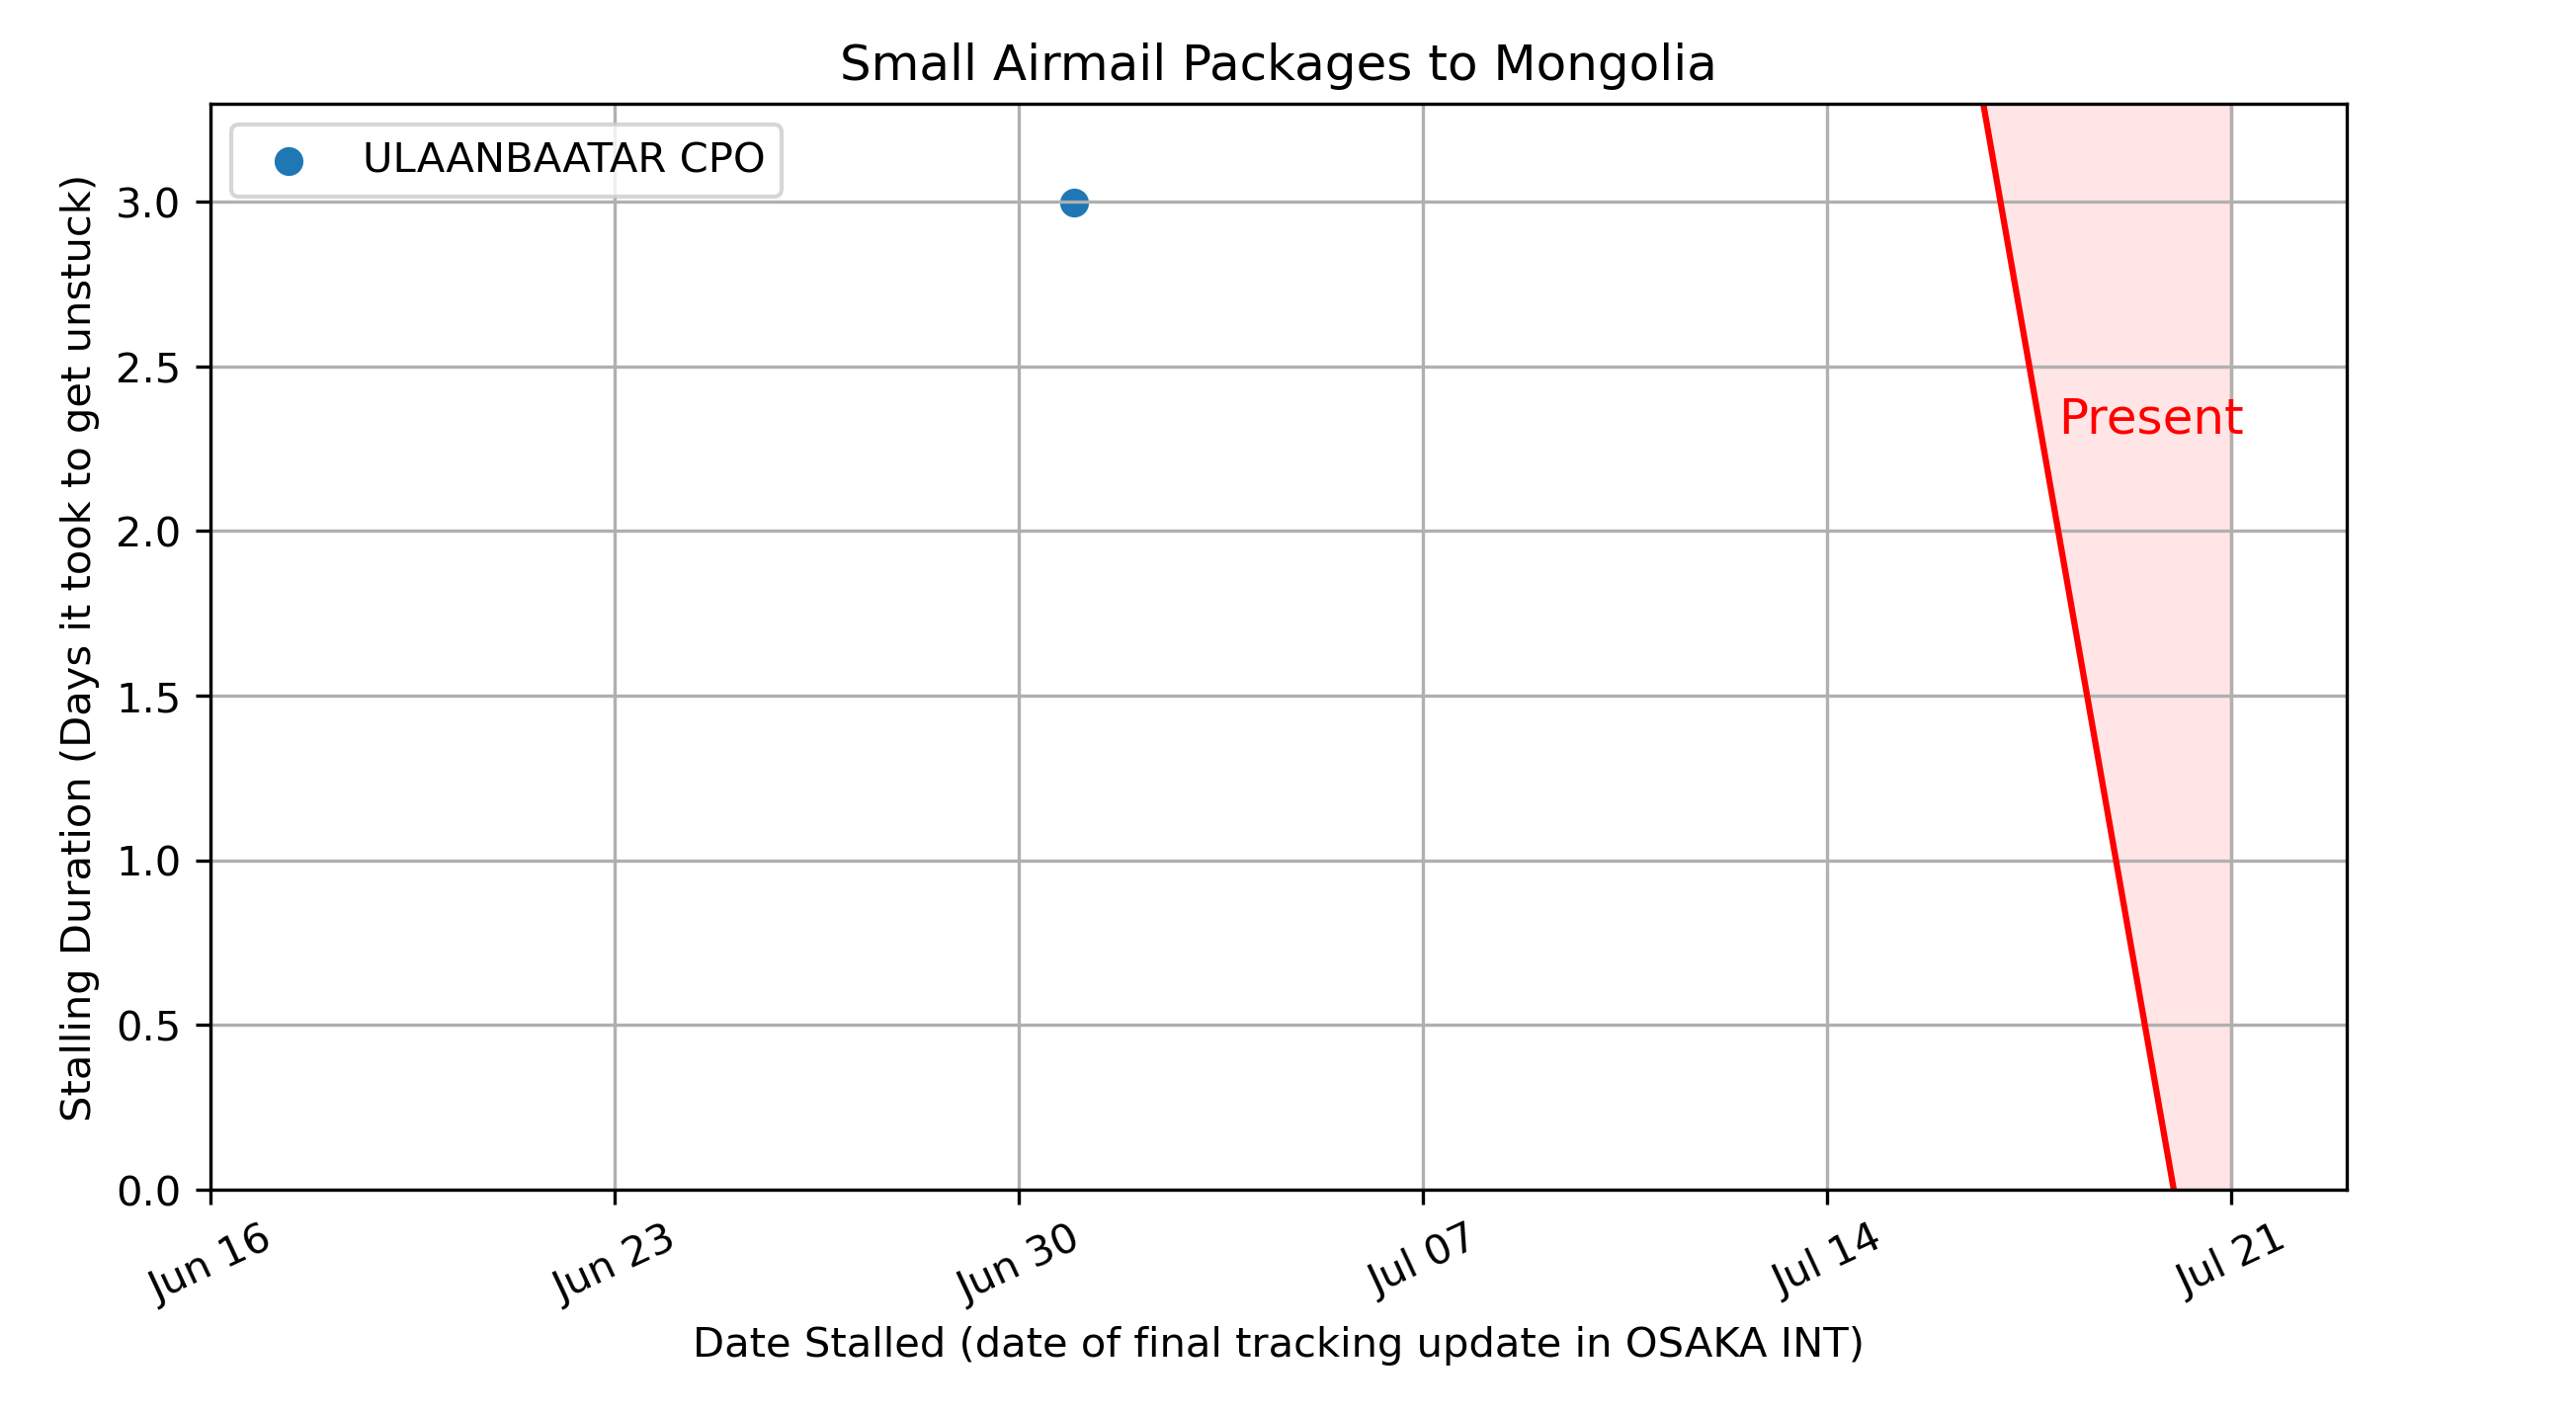 Small Airmail Packages to Mongolia
ULAANBAATAR CPO
Stalling Duration (Days it took to get unstuck)
3.0
2.5
2.0
1.5
1.0
0.5
0.0
Present
Jun 16
Jun 23
Jun 30
Jul 07
Jul 14
Jul 21
Date Stalled (date of final tracking update in OSAKA INT)